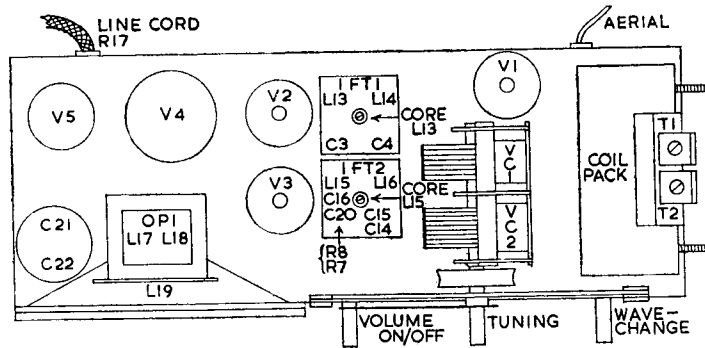 LINE CORD
R17
AERIAL
V5
V4
V2
IFT1
L13 L14
C3 C4
CORE
L13
V1
V3
IFT2
L15 L16
C16
C20 C15
C14
CORE
L15
R8
R7
VC1
VC2
COIL
PACK
T1
T2
C21
C22
OP1
L17 L18
L19
VOLUME
ON/OFF
TUNING
WAVE-
CHANGE